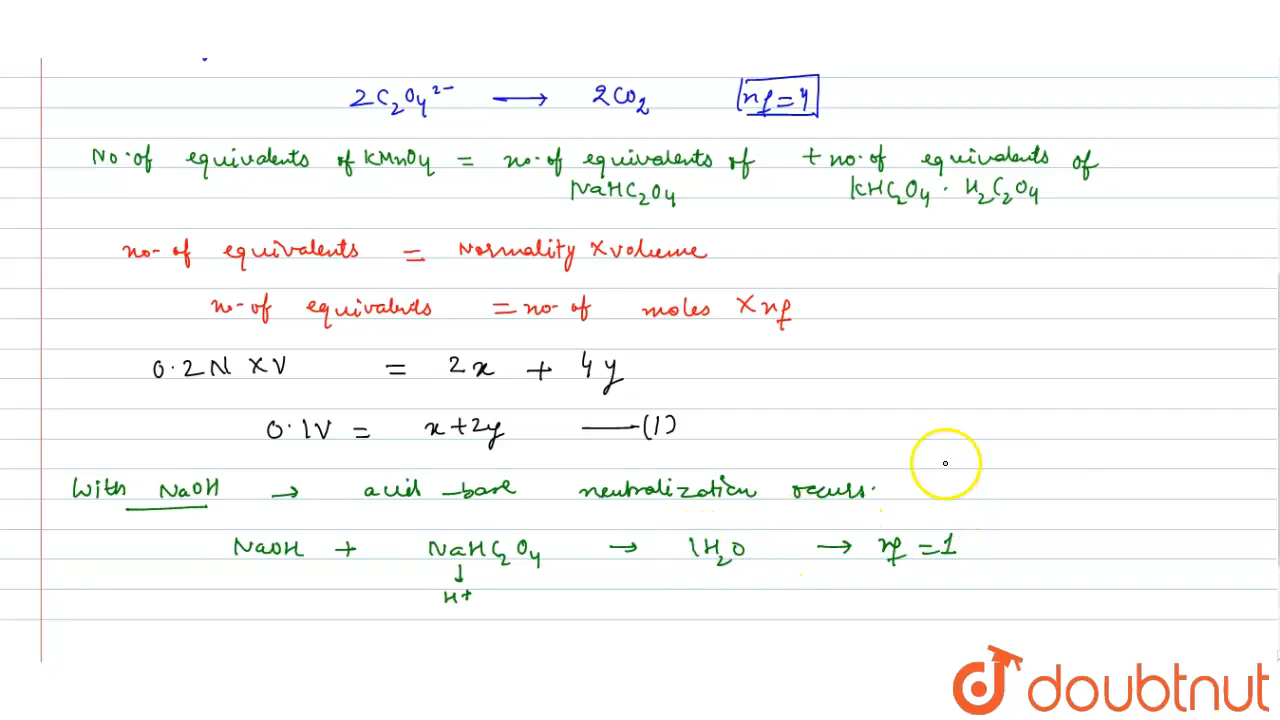 2C₂O₄²⁻ → 2CO₂ nf = 4
No. of equivalents of KMnO₄ = no. of equivalents of + no. of equivalents of
NaHC₂O₄ KHC₂O₄ · H₂C₂O₄
no. of equivalents = Normality × volume
no. of equivalents = no. of moles × nf
0.2N × V = 2x + 4y
0.1V = x + 2y —(1)
With NaOH → acid-base neutralization occurs.
NaOH + NaHC₂O₄ → 1H₂O → nf = 1
↓
H+
doubtnut